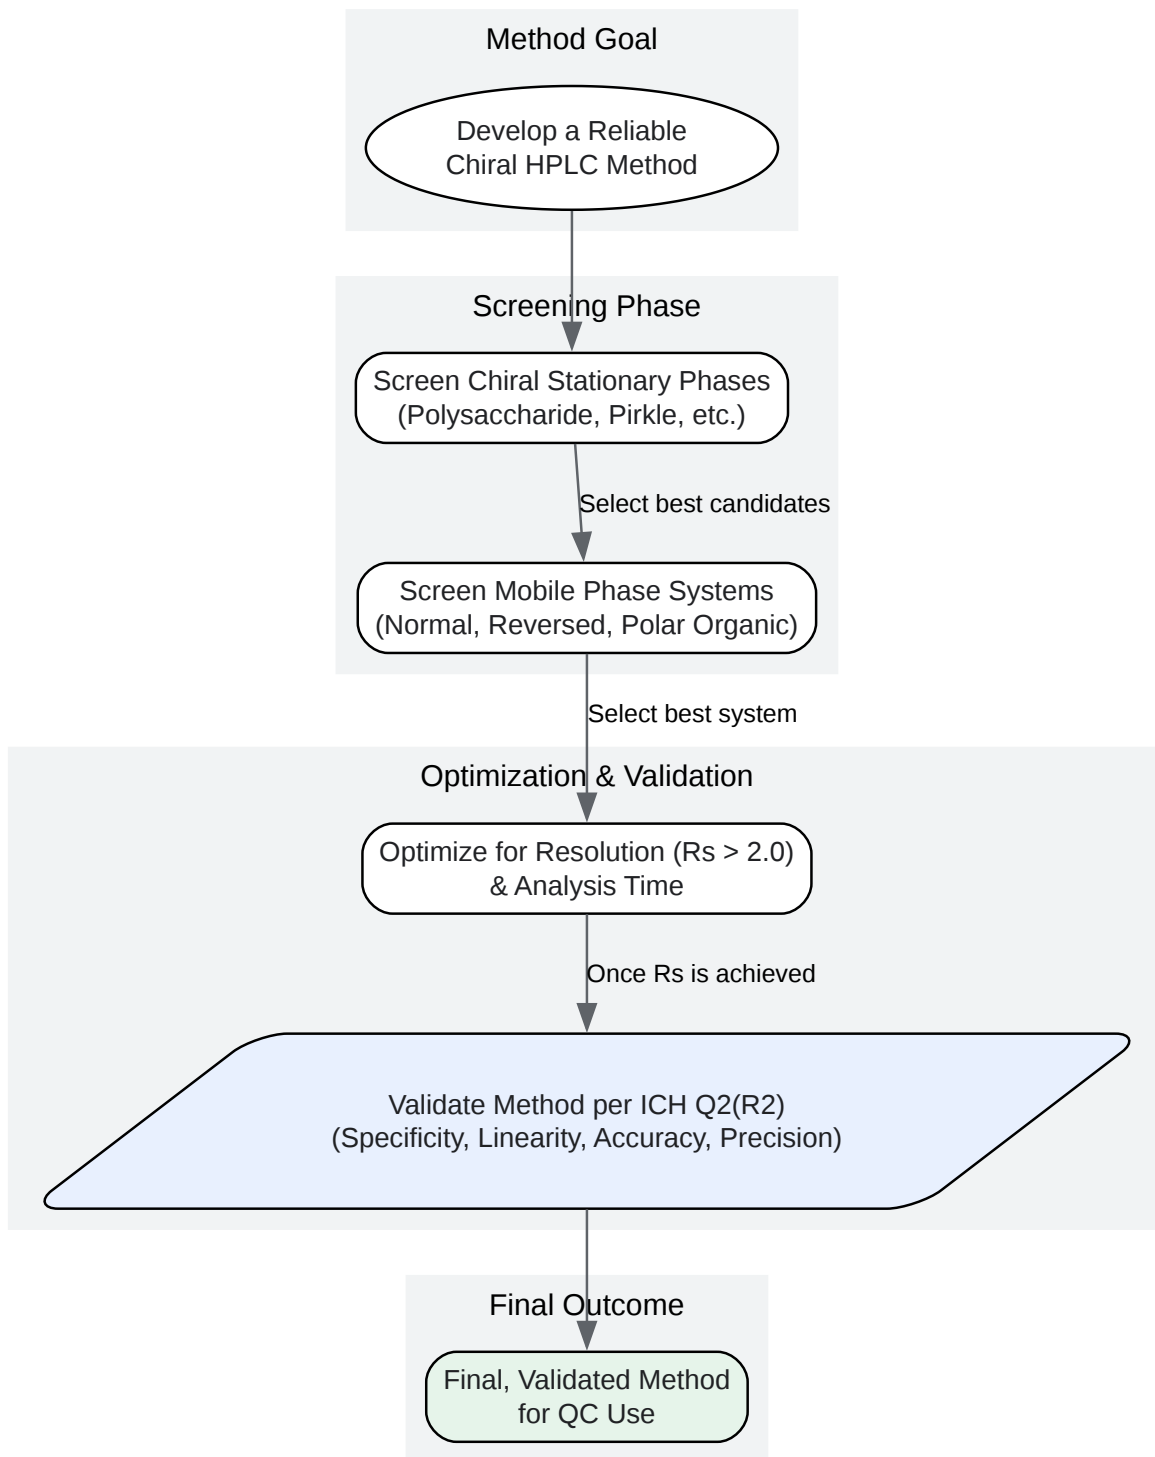 Method Goal
Develop a Reliable
Chiral HPLC Method
Screening Phase
Screen Chiral Stationary Phases
(Polysaccharide, Pirkle, etc.)
Select best candidates
Screen Mobile Phase Systems
(Normal, Reversed, Polar Organic)
Select best system
Optimization & Validation
Optimize for Resolution (Rs > 2.0)
& Analysis Time
Once Rs is achieved
Validate Method per ICH Q2(R2)
(Specificity, Linearity, Accuracy, Precision)
Final Outcome
Final, Validated Method
for QC Use